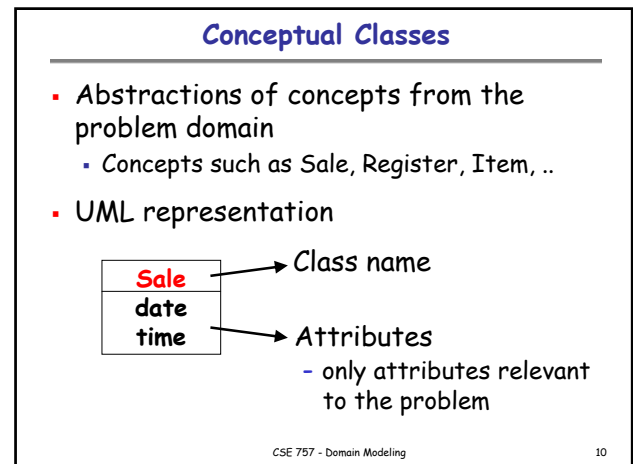 Conceptual Classes
▪ Abstractions of concepts from the
problem domain
▪ Concepts such as Sale, Register, Item, ..
▪ UML representation
Sale
Class name
date
time
Attributes
– only attributes relevant
to the problem
CSE 757 - Domain Modeling 10